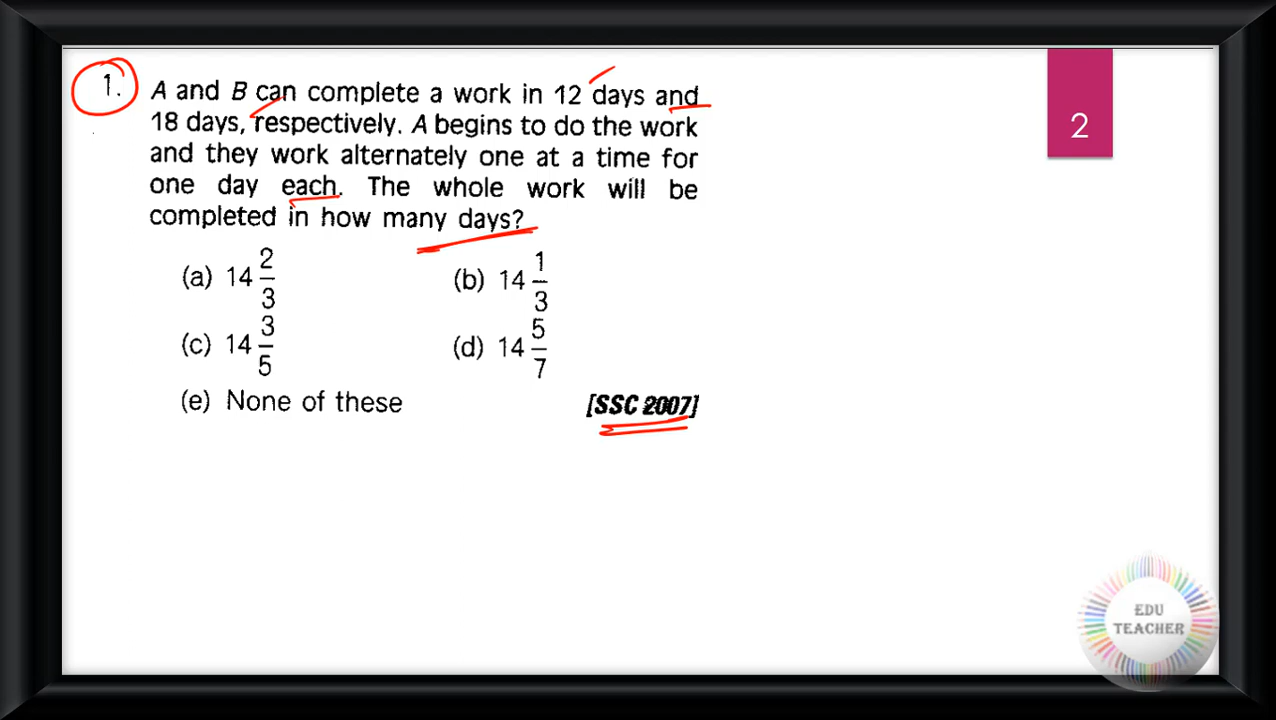 1. A and B can complete a work in 12 days and
18 days, respectively. A begins to do the work
and they work alternately one at a time for
one day each. The whole work will be
completed in how many days?
(a) 14 2/3 (b) 14 1/3
(c) 14 3/5 (d) 14 5/7
(e) None of these [SSC 2007]
2
EDU
TEACHER